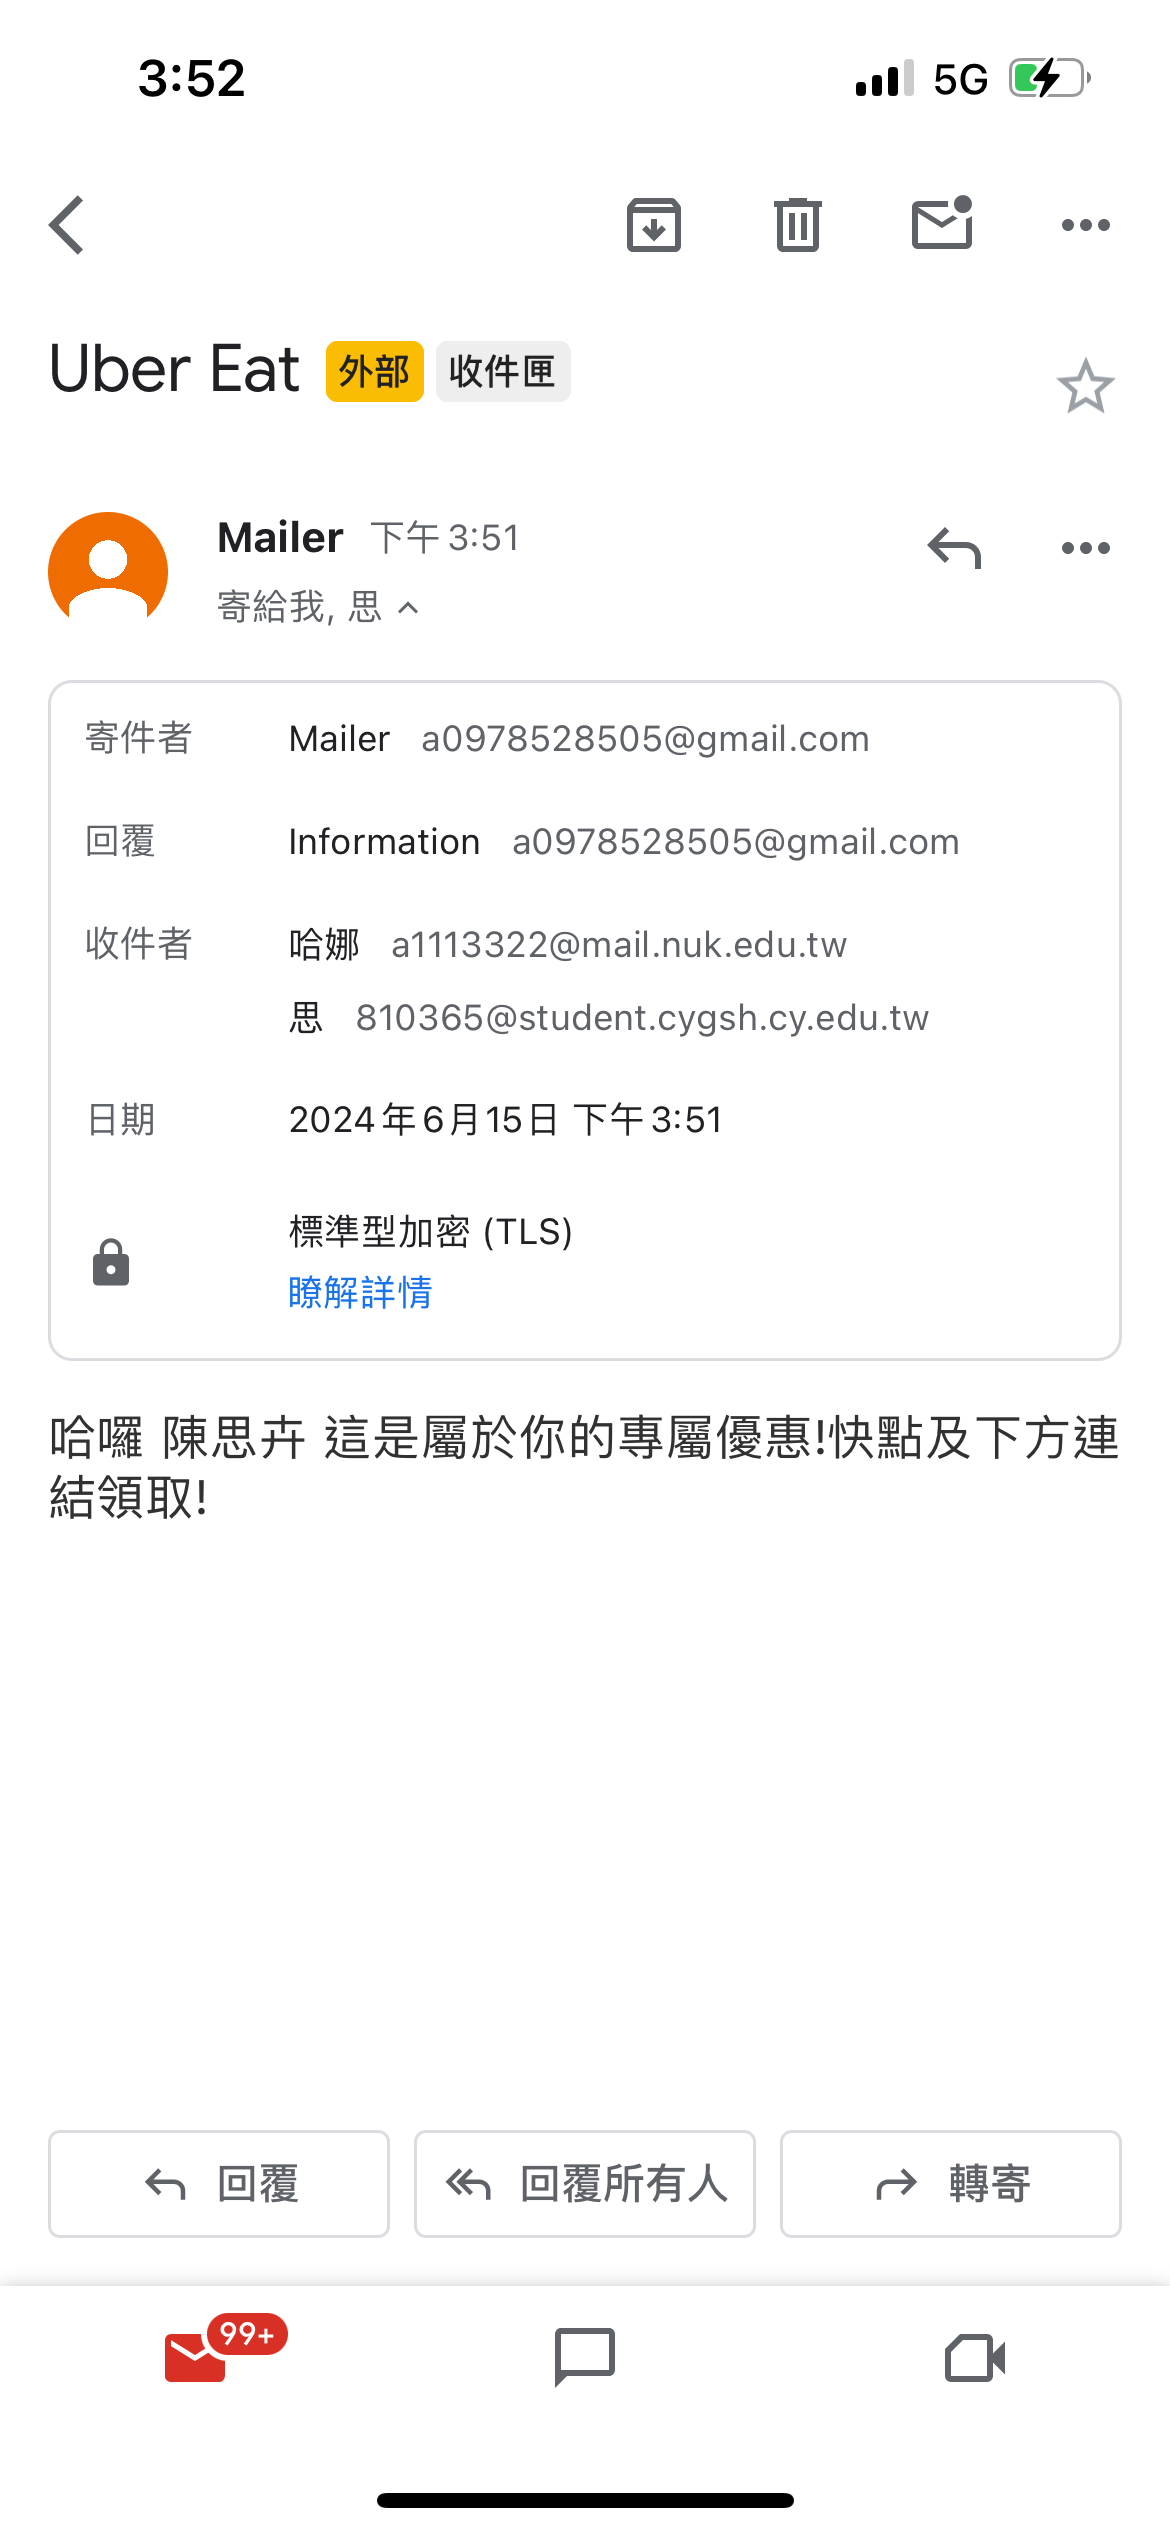 3:52 5G
Uber Eat 外部 收件匣
Mailer 下午 3:51
寄給我, 思
寄件者 Mailer a0978528505@gmail.com
回覆 Information a0978528505@gmail.com
收件者 哈娜 a1113322@mail.nuk.edu.tw
思 810365@student.cygsh.cy.edu.tw
日期 2024年6月15日 下午3:51
標準型加密 (TLS)
瞭解詳情
哈囉 陳思卉 這是屬於你的專屬優惠!快點及下方連
結領取!
回覆 回覆所有人 轉寄
99+